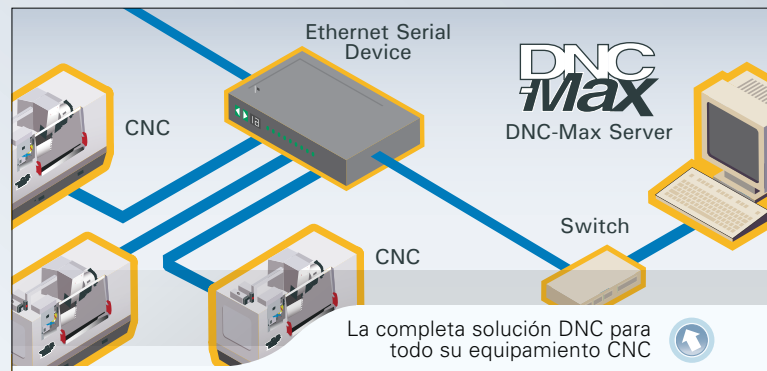 Ethernet Serial
Device
DNC
-Max
DNC-Max Server
CNC
Switch
CNC
La completa solución DNC para
todo su equipamiento CNC